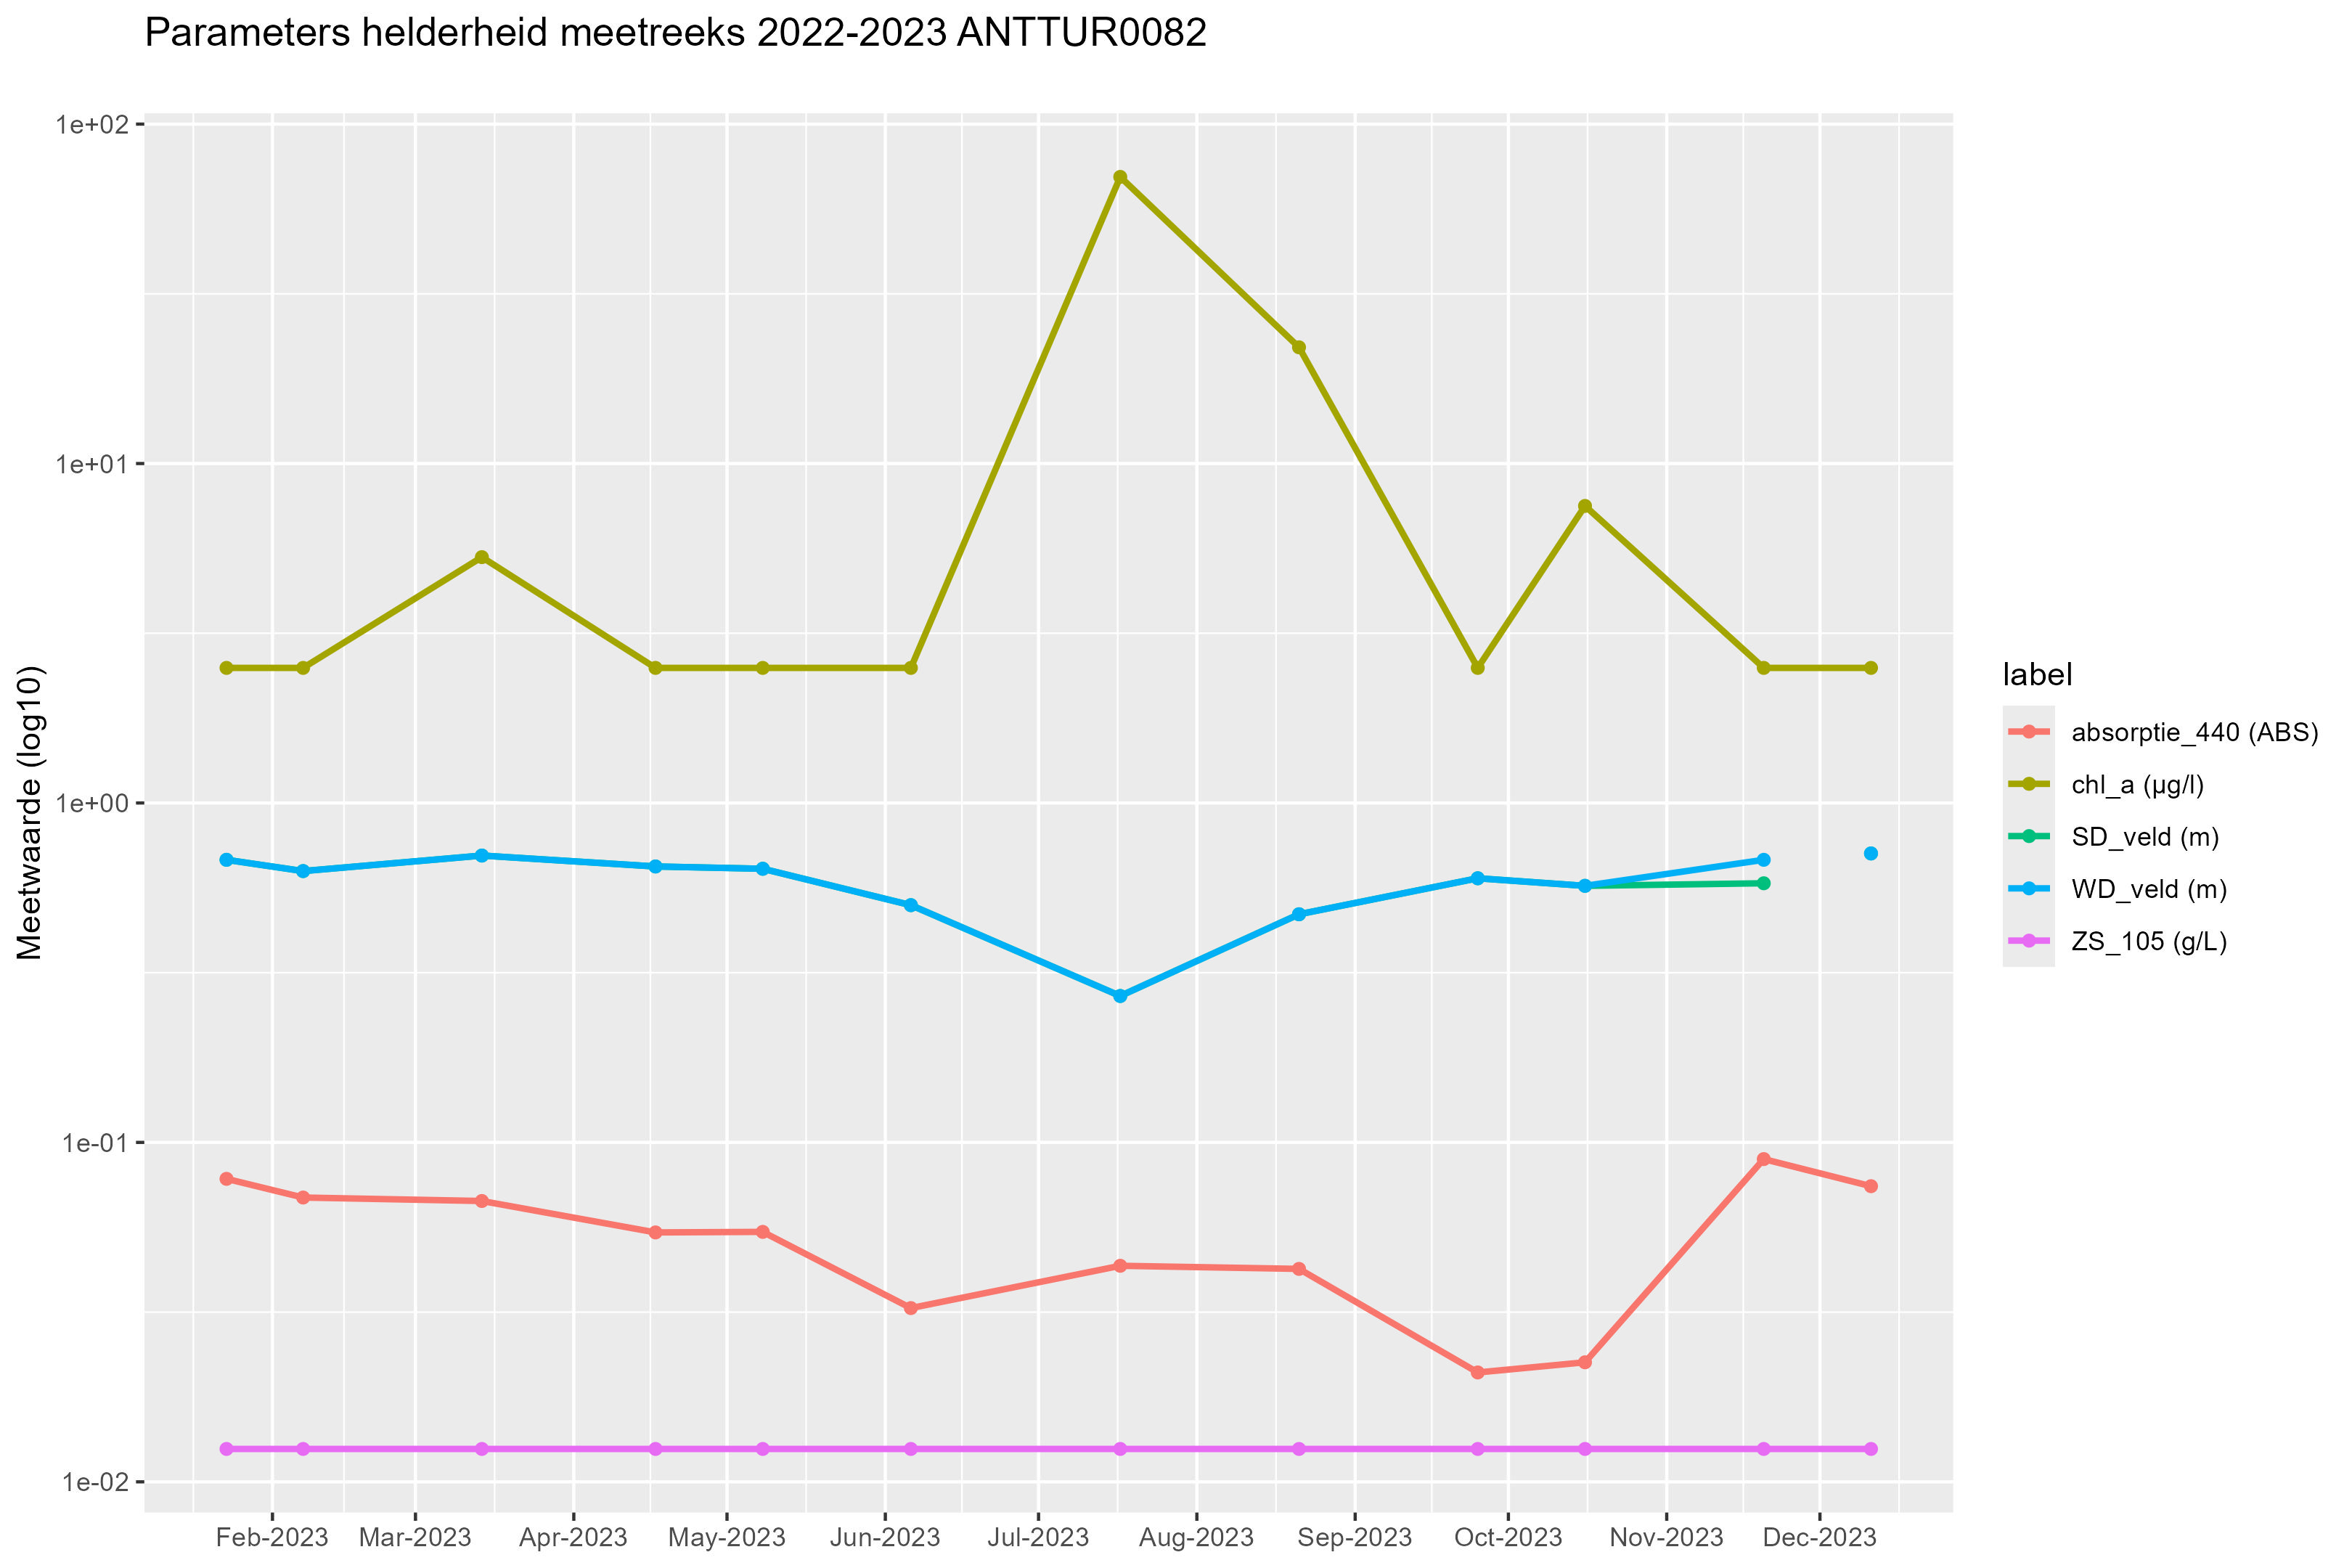 Parameters helderheid meetreeks 2022-2023 ANTTUR0082
Meetwaarde (log10)
1e+02
1e+01
1e+00
1e-01
1e-02
Feb-2023 Mar-2023 Apr-2023 May-2023 Jun-2023 Jul-2023 Aug-2023 Sep-2023 Oct-2023 Nov-2023 Dec-2023
label
absorptie_440 (ABS)
chl_a (µg/l)
SD_veld (m)
WD_veld (m)
ZS_105 (g/L)